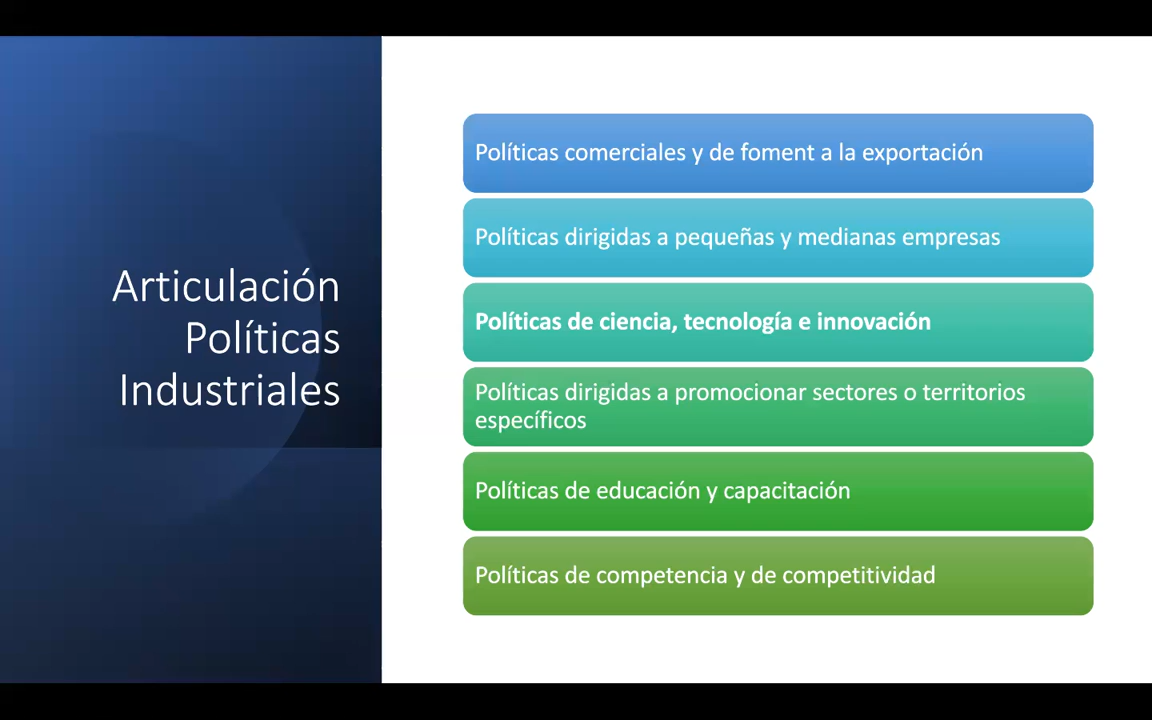 Articulación
Políticas
Industriales
Políticas comerciales y de foment a la exportación
Políticas dirigidas a pequeñas y medianas empresas
Políticas de ciencia, tecnología e innovación
Políticas dirigidas a promocionar sectores o territorios
específicos
Políticas de educación y capacitación
Políticas de competencia y de competitividad